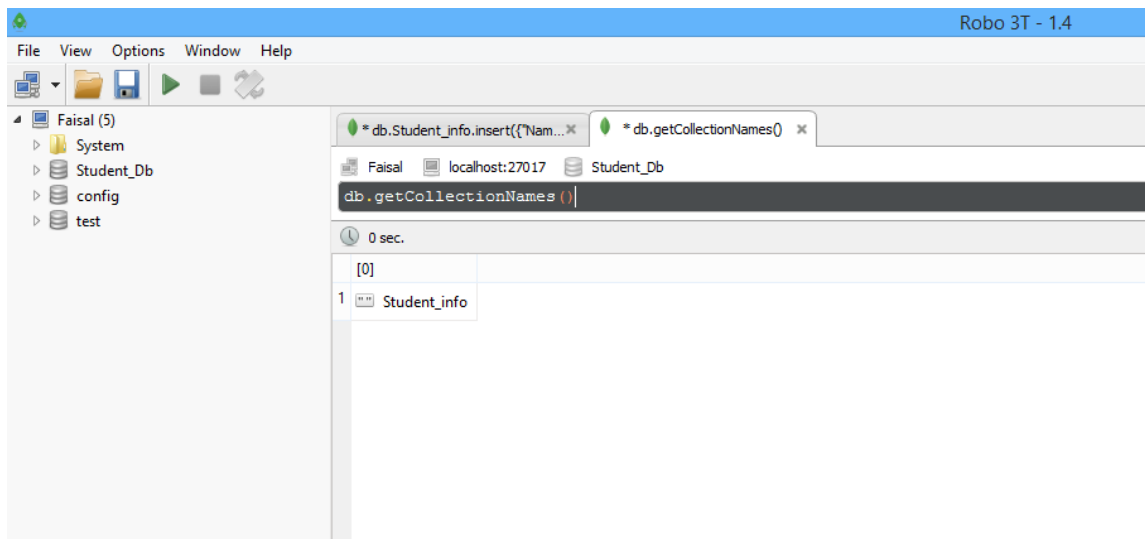 Robo 3T - 1.4
File View Options Window Help
Faisal (5)
System
Student_Db
config
test
* db.Student_info.insert({"Nam... * db.getCollectionNames()
Faisal localhost:27017 Student_Db
db.getCollectionNames()
0 sec.
[0]
1 "" Student_info